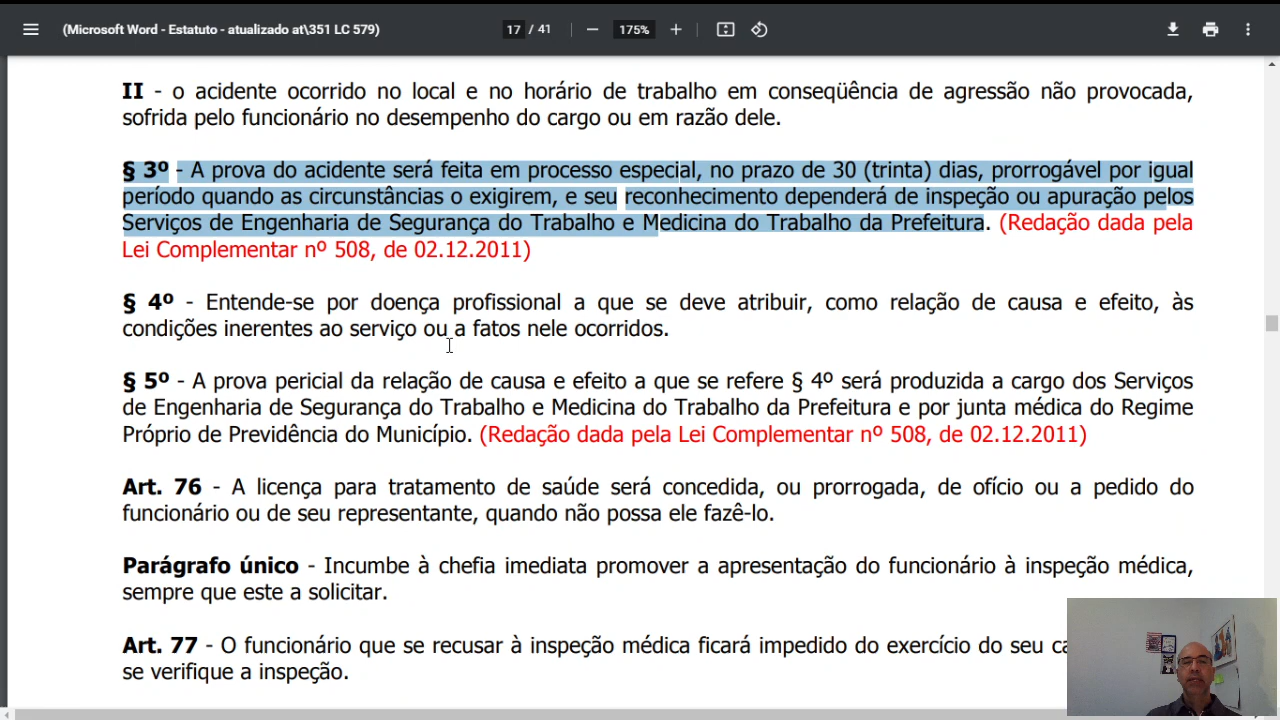 (Microsoft Word - Estatuto - atualizado at\351 LC 579)
17 / 41
175%
II - o acidente ocorrido no local e no horário de trabalho em conseqüência de agressão não provocada,
sofrida pelo funcionário no desempenho do cargo ou em razão dele.
§ 3º - A prova do acidente será feita em processo especial, no prazo de 30 (trinta) dias, prorrogável por igual
período quando as circunstâncias o exigirem, e seu reconhecimento dependerá de inspeção ou apuração pelos
Serviços de Engenharia de Segurança do Trabalho e Medicina do Trabalho da Prefeitura. (Redação dada pela
Lei Complementar nº 508, de 02.12.2011)
§ 4º - Entende-se por doença profissional a que se deve atribuir, como relação de causa e efeito, às
condições inerentes ao serviço ou a fatos nele ocorridos.
§ 5º - A prova pericial da relação de causa e efeito a que se refere § 4º será produzida a cargo dos Serviços
de Engenharia de Segurança do Trabalho e Medicina do Trabalho da Prefeitura e por junta médica do Regime
Próprio de Previdência do Município. (Redação dada pela Lei Complementar nº 508, de 02.12.2011)
Art. 76 - A licença para tratamento de saúde será concedida, ou prorrogada, de ofício ou a pedido do
funcionário ou de seu representante, quando não possa ele fazê-lo.
Parágrafo único - Incumbe à chefia imediata promover a apresentação do funcionário à inspeção médica,
sempre que este a solicitar.
Art. 77 - O funcionário que se recusar à inspeção médica ficará impedido do exercício do seu
se verifique a inspeção.